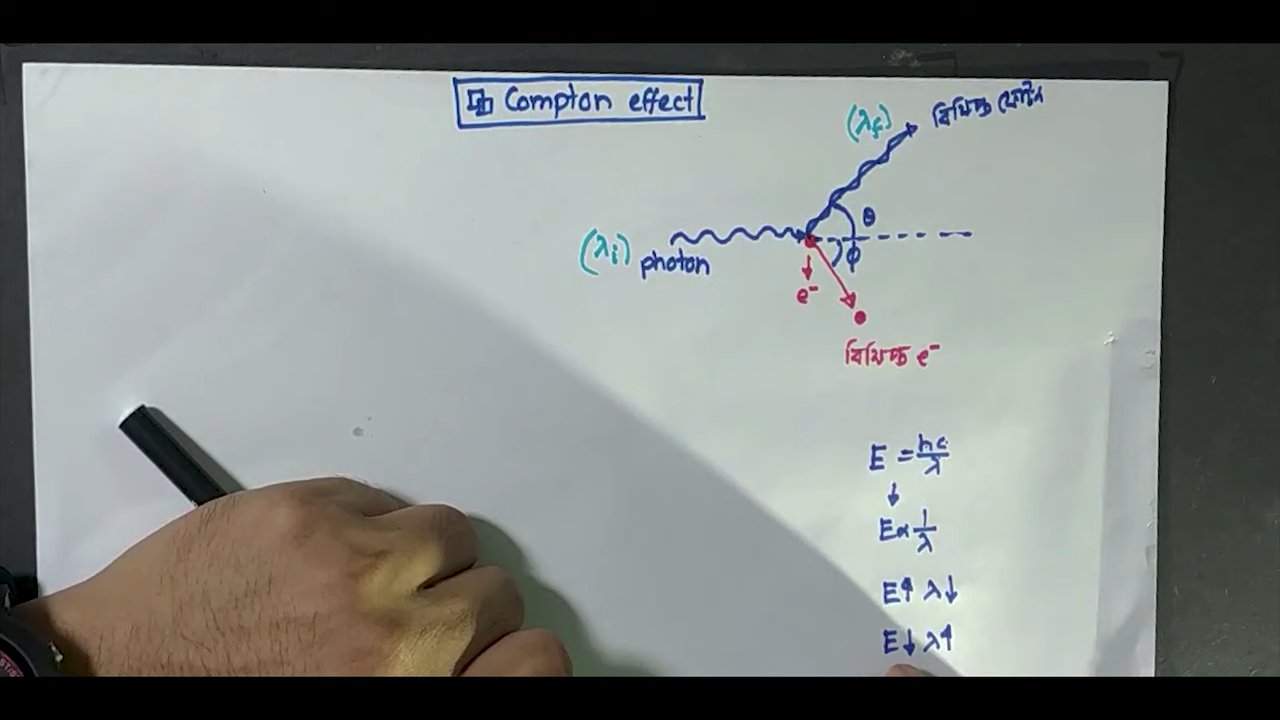 Compton effect
(λf)
বিক্ষিপ্ত ফোটন
θ
(λi) photon
ϕ
e⁻
বিক্ষিপ্ত e⁻
E = hc/λ
↓
E∝ 1/λ
E↑ λ↓
E↓ λ↑